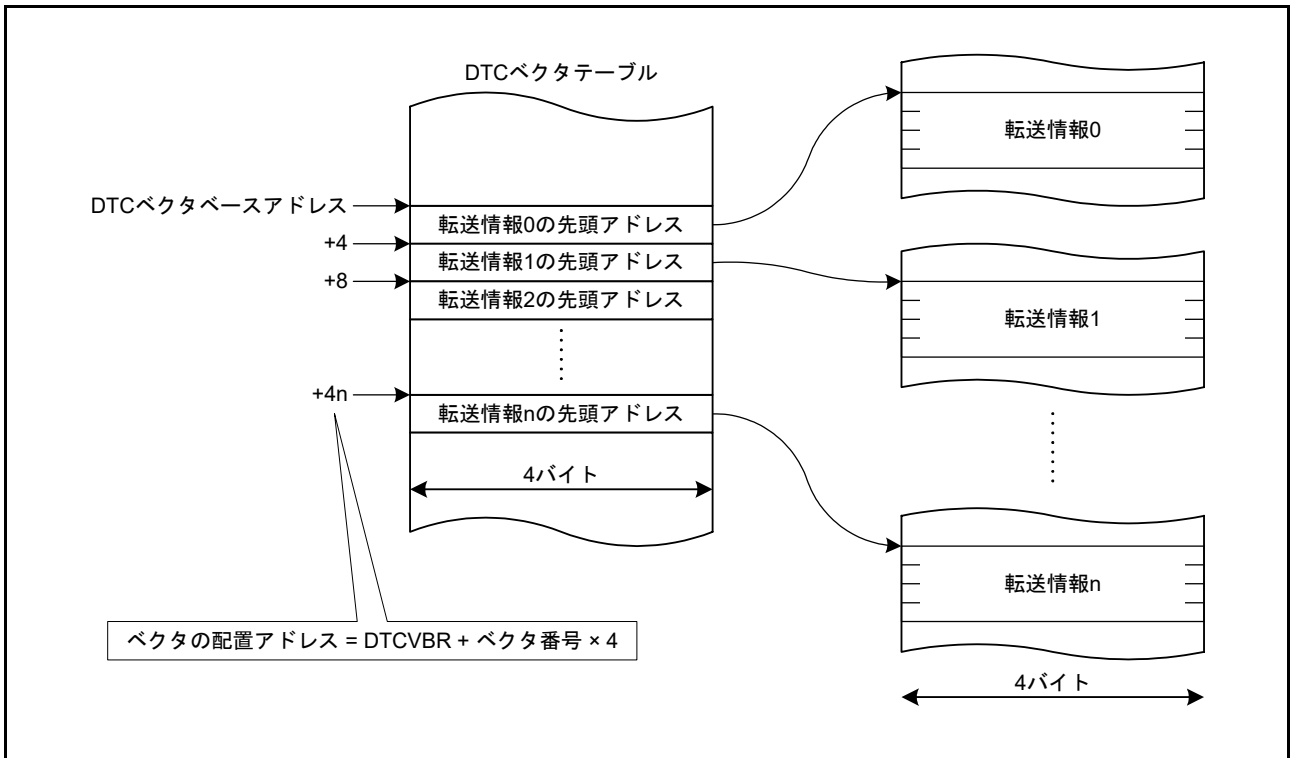 DTCベクタテーブル
DTCベクタベースアドレス
転送情報0の先頭アドレス
+4
転送情報1の先頭アドレス
+8
転送情報2の先頭アドレス
+4n
転送情報nの先頭アドレス
4バイト
ベクタの配置アドレス = DTCVBR + ベクタ番号 × 4
転送情報0
転送情報1
転送情報n
4バイト